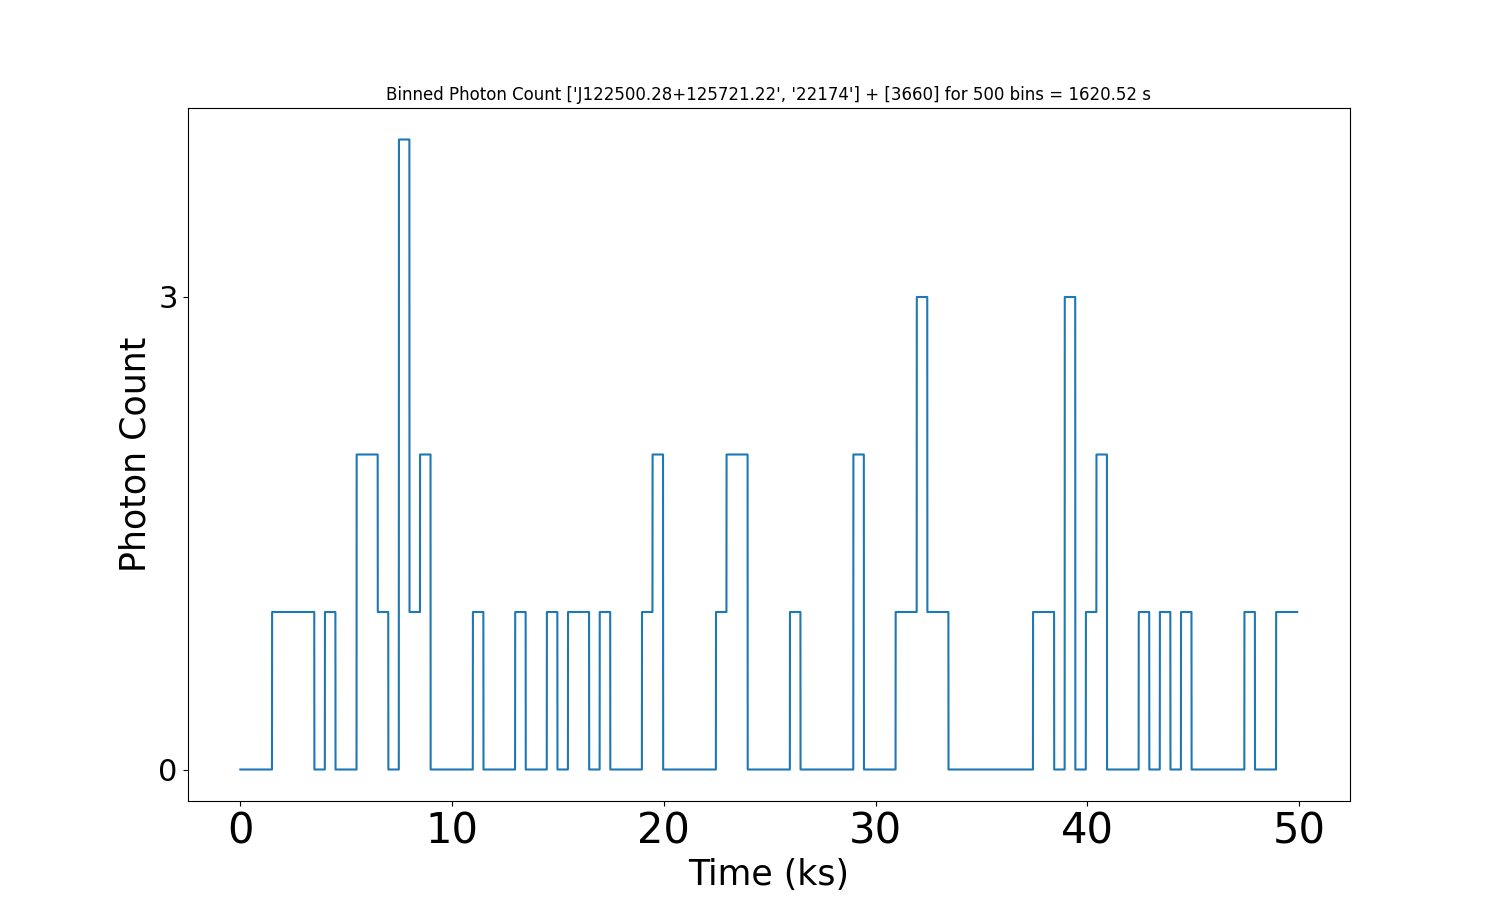 Binned Photon Count ['J122500.28+125721.22', '22174'] + [3660] for 500 bins = 1620.52 s
3
Photon Count
0
0 10 20 30 40 50
Time (ks)